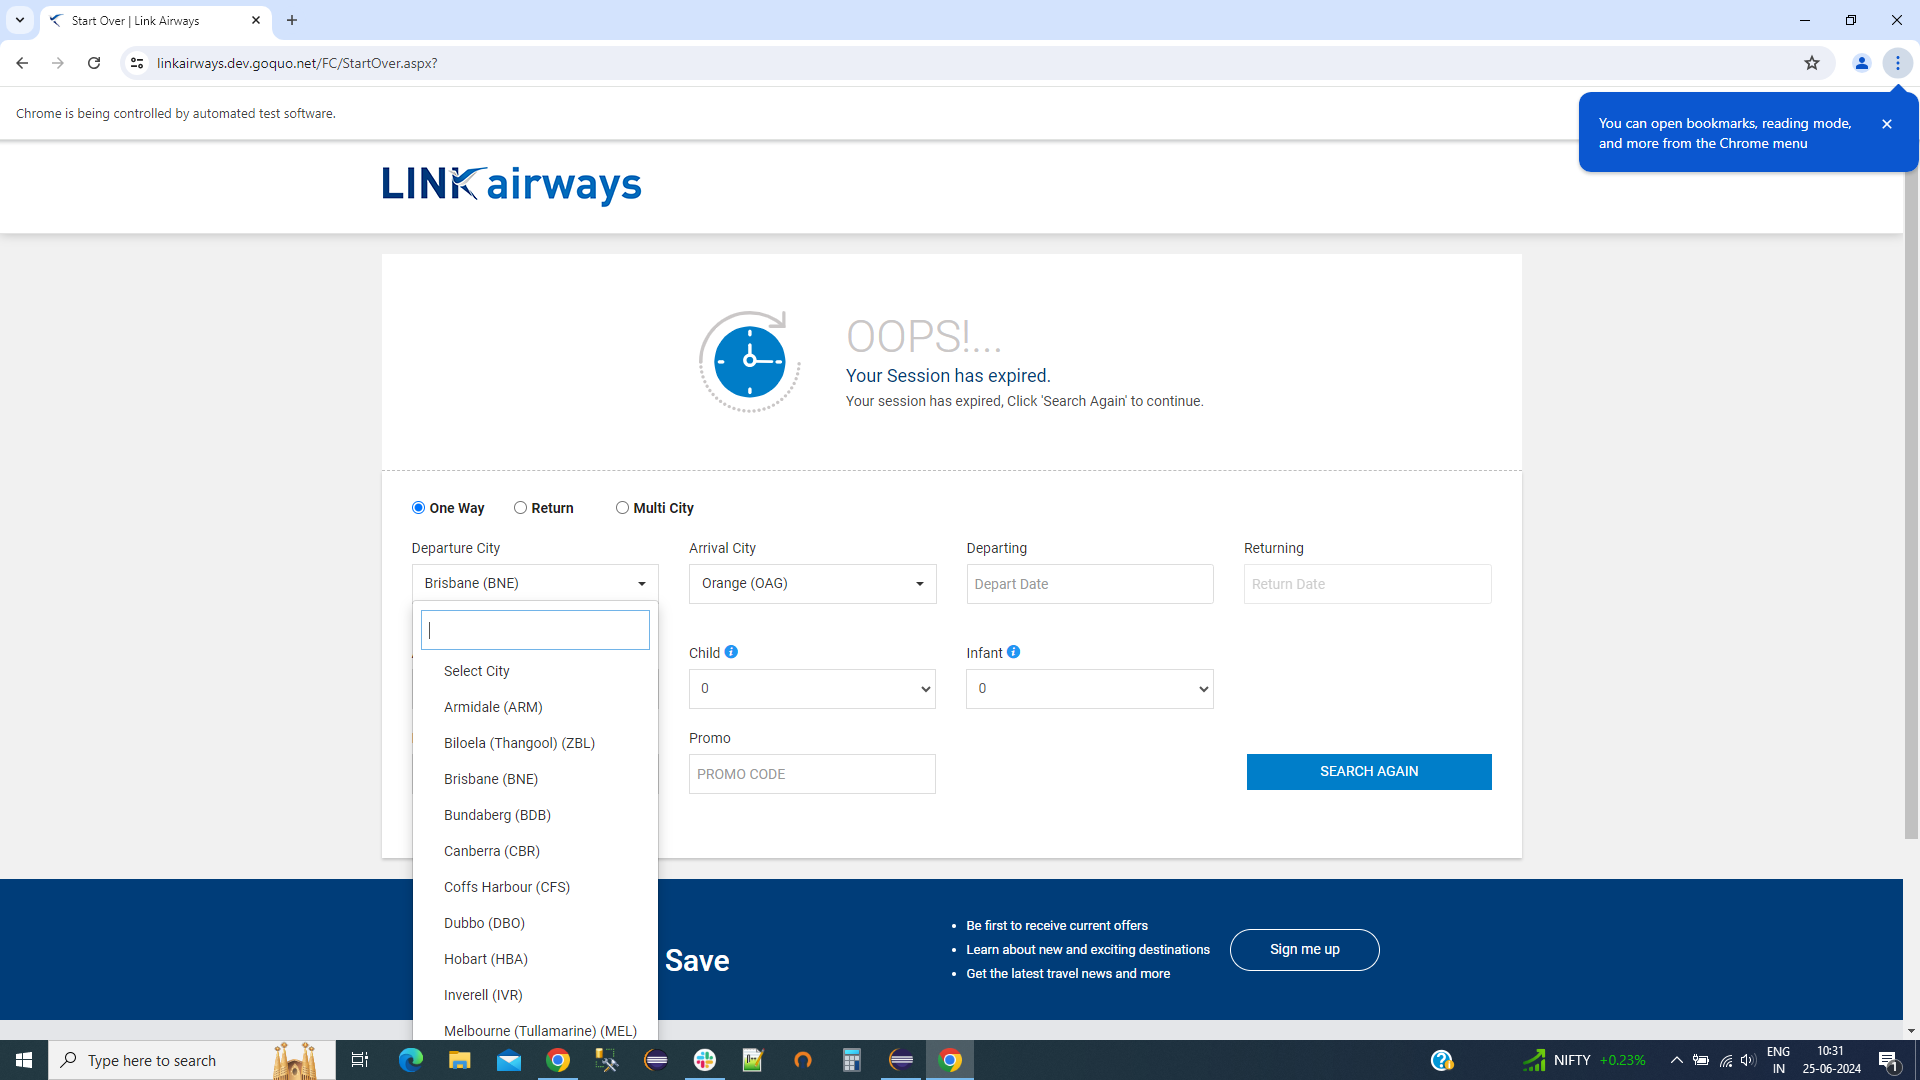 Start Over | Link Airways
linkairways.dev.goquo.net/FC/StartOver.aspx?
Chrome is being controlled by automated test software.
You can open bookmarks, reading mode,
and more from the Chrome menu
LINK airways
OOPS!...
Your Session has expired.
Your session has expired, Click 'Search Again' to continue.
One Way Return Multi City
Departure City Arrival City Departing Returning
Brisbane (BNE) Orange (OAG) Depart Date Return Date
Child Infant
0 0
Select City
Armidale (ARM)
Biloela (Thangool) (ZBL)
Brisbane (BNE)
Bundaberg (BDB)
Canberra (CBR)
Coffs Harbour (CFS)
Dubbo (DBO)
Hobart (HBA)
Inverell (IVR)
Melbourne (Tullamarine) (MEL)
Promo
PROMO CODE
SEARCH AGAIN
Save
Be first to receive current offers
Learn about new and exciting destinations
Get the latest travel news and more
Sign me up
Type here to search
NIFTY +0.23%
ENG
IN
10:31
25-06-2024
1